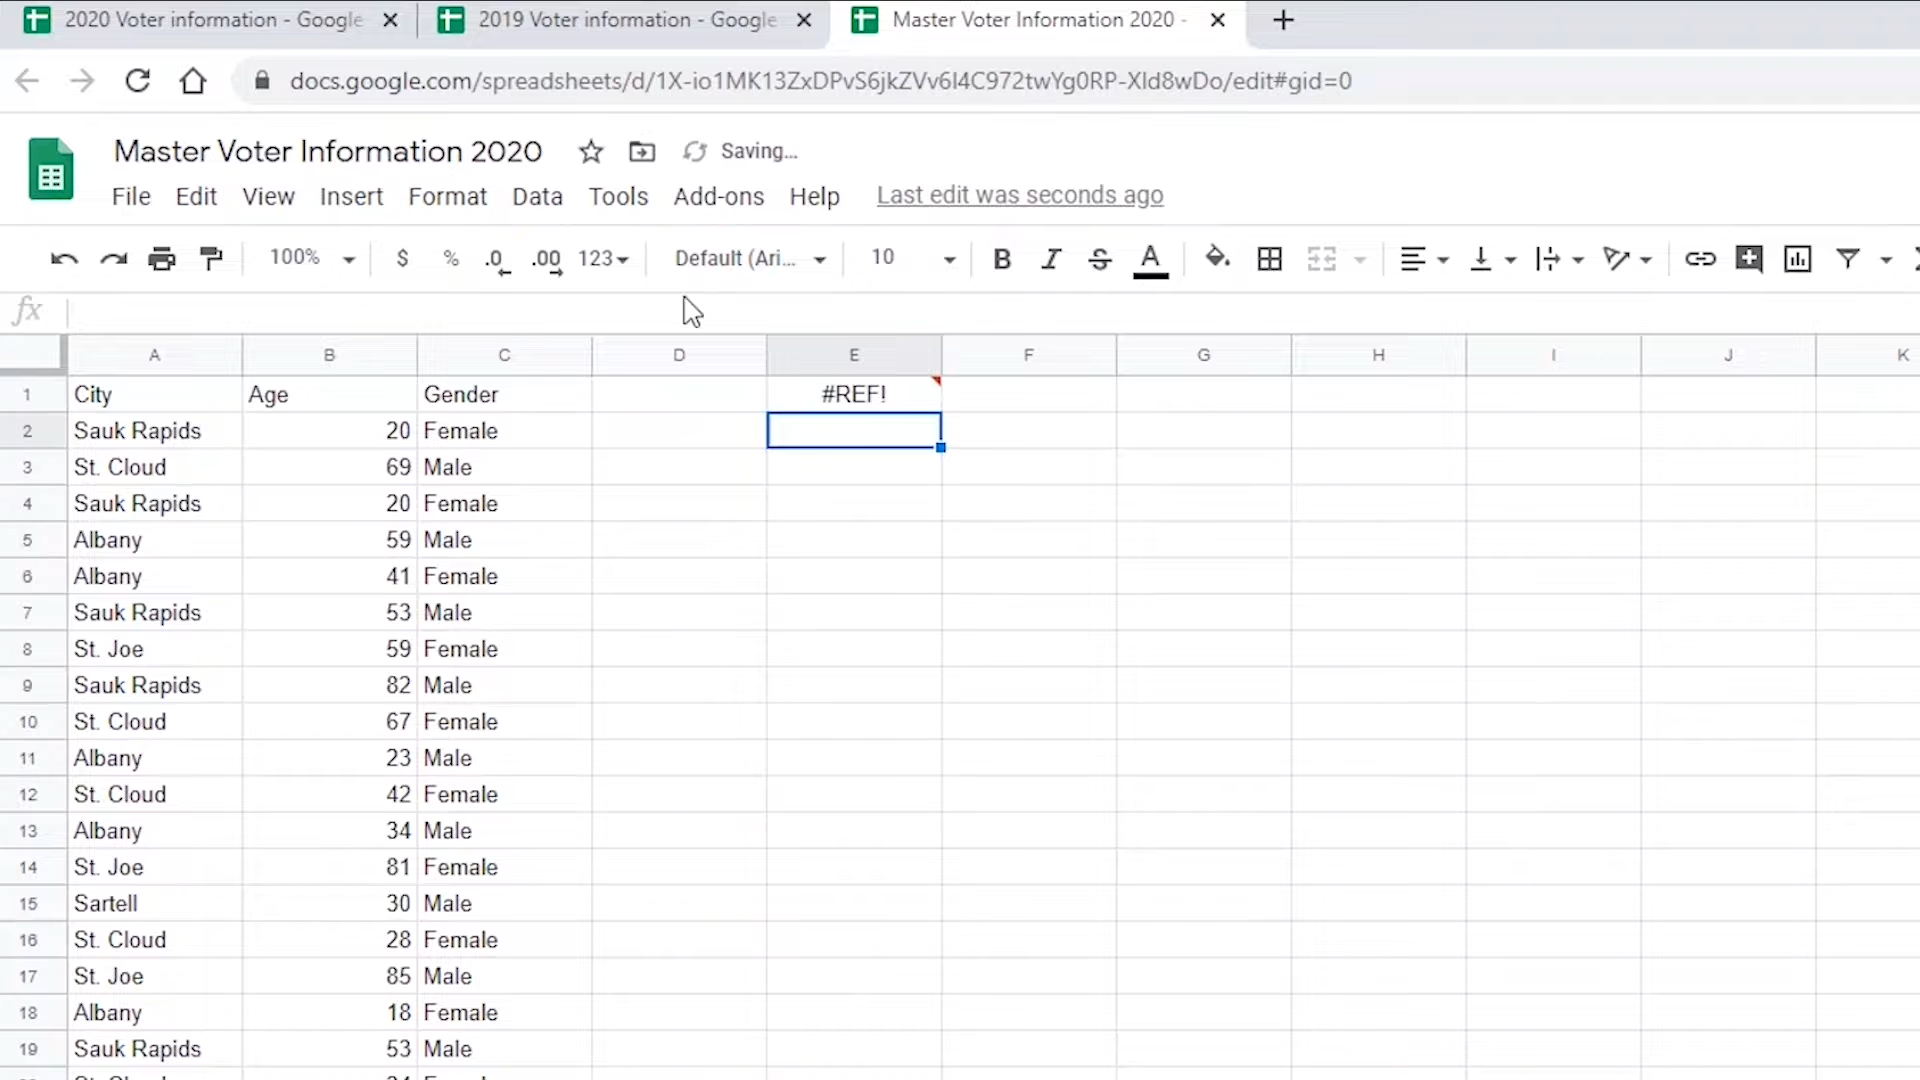 2020 Voter information - Google
2019 Voter information - Google
Master Voter Information 2020 -
docs.google.com/spreadsheets/d/1X-io1MK13ZxDPvS6jkZVv6I4C972twYg0RP-XId8wDo/edit#gid=0
Master Voter Information 2020 Saving...
File Edit View Insert Format Data Tools Add-ons Help Last edit was seconds ago
100% $ % .0 .00 123 Default (Ari... 10 B I S A
fx
A B C D E F G H I J K
1 City Age Gender #REF!
2 Sauk Rapids 20 Female
3 St. Cloud 69 Male
4 Sauk Rapids 20 Female
5 Albany 59 Male
6 Albany 41 Female
7 Sauk Rapids 53 Male
8 St. Joe 59 Female
9 Sauk Rapids 82 Male
10 St. Cloud 67 Female
11 Albany 23 Male
12 St. Cloud 42 Female
13 Albany 34 Male
14 St. Joe 81 Female
15 Sartell 30 Male
16 St. Cloud 28 Female
17 St. Joe 85 Male
18 Albany 18 Female
19 Sauk Rapids 53 Male